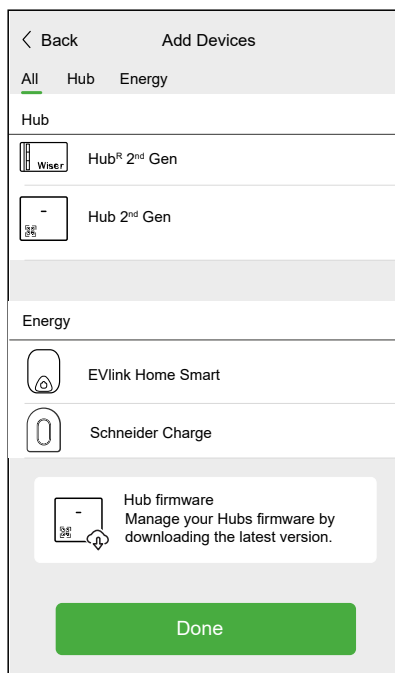 Back Add Devices
All Hub Energy
Hub
Wiser
Hubᴿ 2ⁿᵈ Gen
Hub 2ⁿᵈ Gen
Energy
EVlink Home Smart
Schneider Charge
Hub firmware
Manage your Hubs firmware by
downloading the latest version.
Done